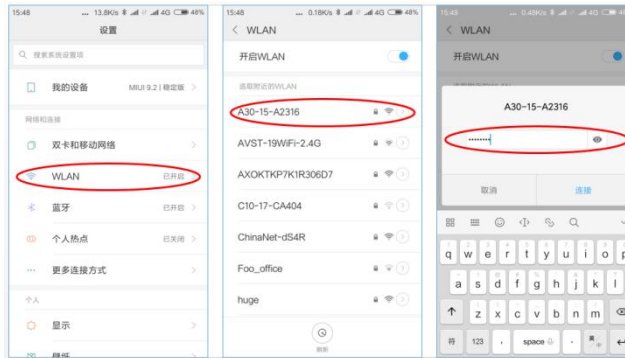 15:48 ... 13.8K/s 4G 48%
设置
搜索系统设置项
我的设备 MIUI 9.2 | 稳定版
网络和连接
双卡和移动网络
WLAN 已开启
蓝牙 已开启
个人热点 已关闭
更多连接方式
个人
显示
壁纸
15:48 ... 0.18K/s 4G 48%
WLAN
开启WLAN
选取附近的WLAN
A30-15-A2316
AVST-19WiFi-2.4G
AXOKTKP7K1R306D7
C10-17-CA404
ChinaNet-dS4R
Foo_office
huge
刷新
15:48 ... 0.48K/s 4G 48
WLAN
开启WLAN
A30-15-A2316
········
取消 连接
q w e r t y u i o p
a s d f g h j k l
z x c v b n m
符 123 , space . 英